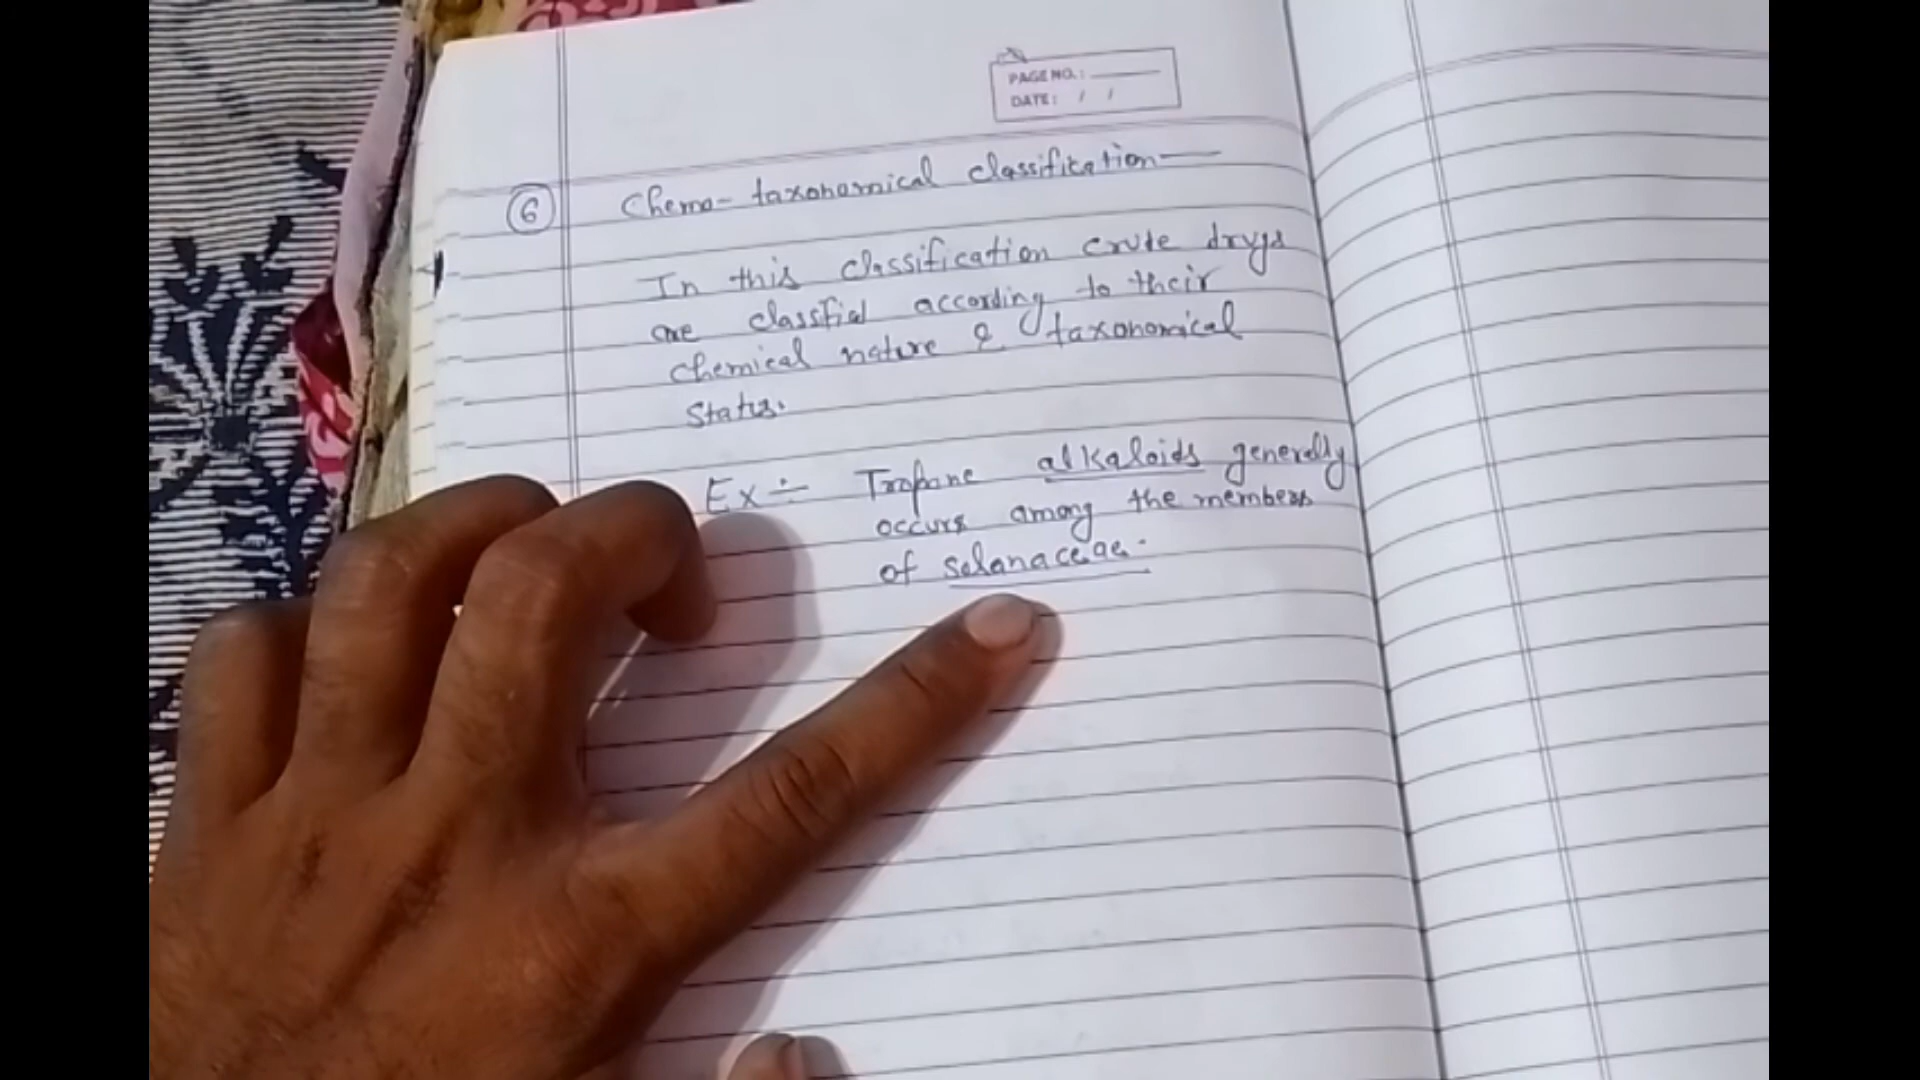 PAGE NO.:
DATE: / /
6 Chemo-taxonomical classification—
In this classification crude drugs
are classfied according to their
chemical nature & taxonomical
status.
Ex÷ Tropane alkaloids generally
occurs among the members
of solanaceae.